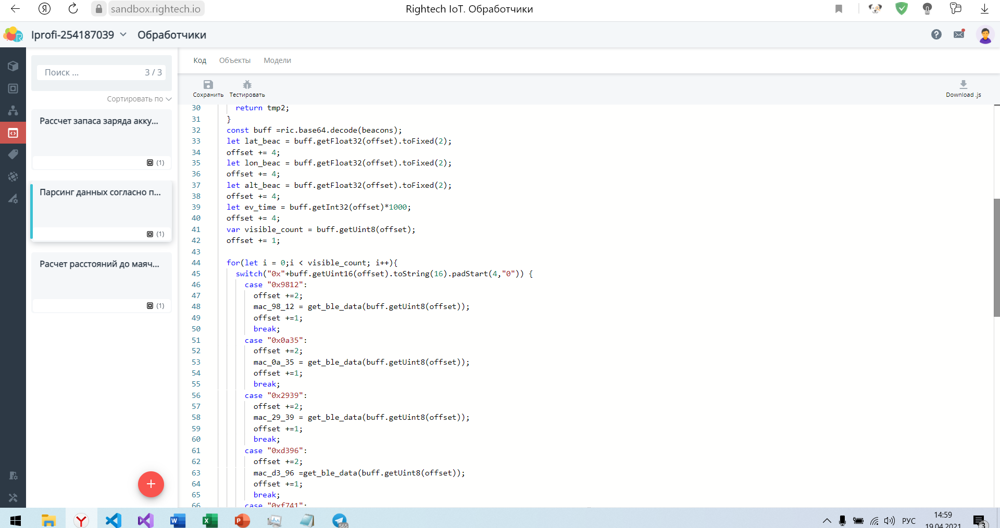 sandbox.rightech.io
Rightech IoT. Обработчики
Iprofi-254187039
Обработчики
Поиск ...
3 / 3
Сортировать по
Рассчет запаса заряда акку...
(1)
Парсинг данных согласно п...
(1)
Расчет расстояний до маяч...
(1)
Код
Объекты
Модели
Сохранить
Тестировать
Download .js
30 return tmp2;
31 }
32 const buff =ric.base64.decode(beacons);
33 let lat_beac = buff.getFloat32(offset).toFixed(2);
34 offset += 4;
35 let lon_beac = buff.getFloat32(offset).toFixed(2);
36 offset += 4;
37 let alt_beac = buff.getFloat32(offset).toFixed(2);
38 offset += 4;
39 let ev_time = buff.getInt32(offset)*1000;
40 offset += 4;
41 var visible_count = buff.getUint8(offset);
42 offset += 1;
43
44 for(let i = 0;i < visible_count; i++){
45 switch("0x"+buff.getUint16(offset).toString(16).padStart(4,"0")) {
46 case "0x9812":
47 offset +=2;
48 mac_98_12 = get_ble_data(buff.getUint8(offset));
49 offset +=1;
50 break;
51 case "0x0a35":
52 offset +=2;
53 mac_0a_35 = get_ble_data(buff.getUint8(offset));
54 offset +=1;
55 break;
56 case "0x2939":
57 offset +=2;
58 mac_29_39 = get_ble_data(buff.getUint8(offset));
59 offset +=1;
60 break;
61 case "0xd396":
62 offset +=2;
63 mac_d3_96 =get_ble_data(buff.getUint8(offset));
64 offset +=1;
65 break;
66 case "0xf741":
565
РУС
14:59
19.04.2021
3